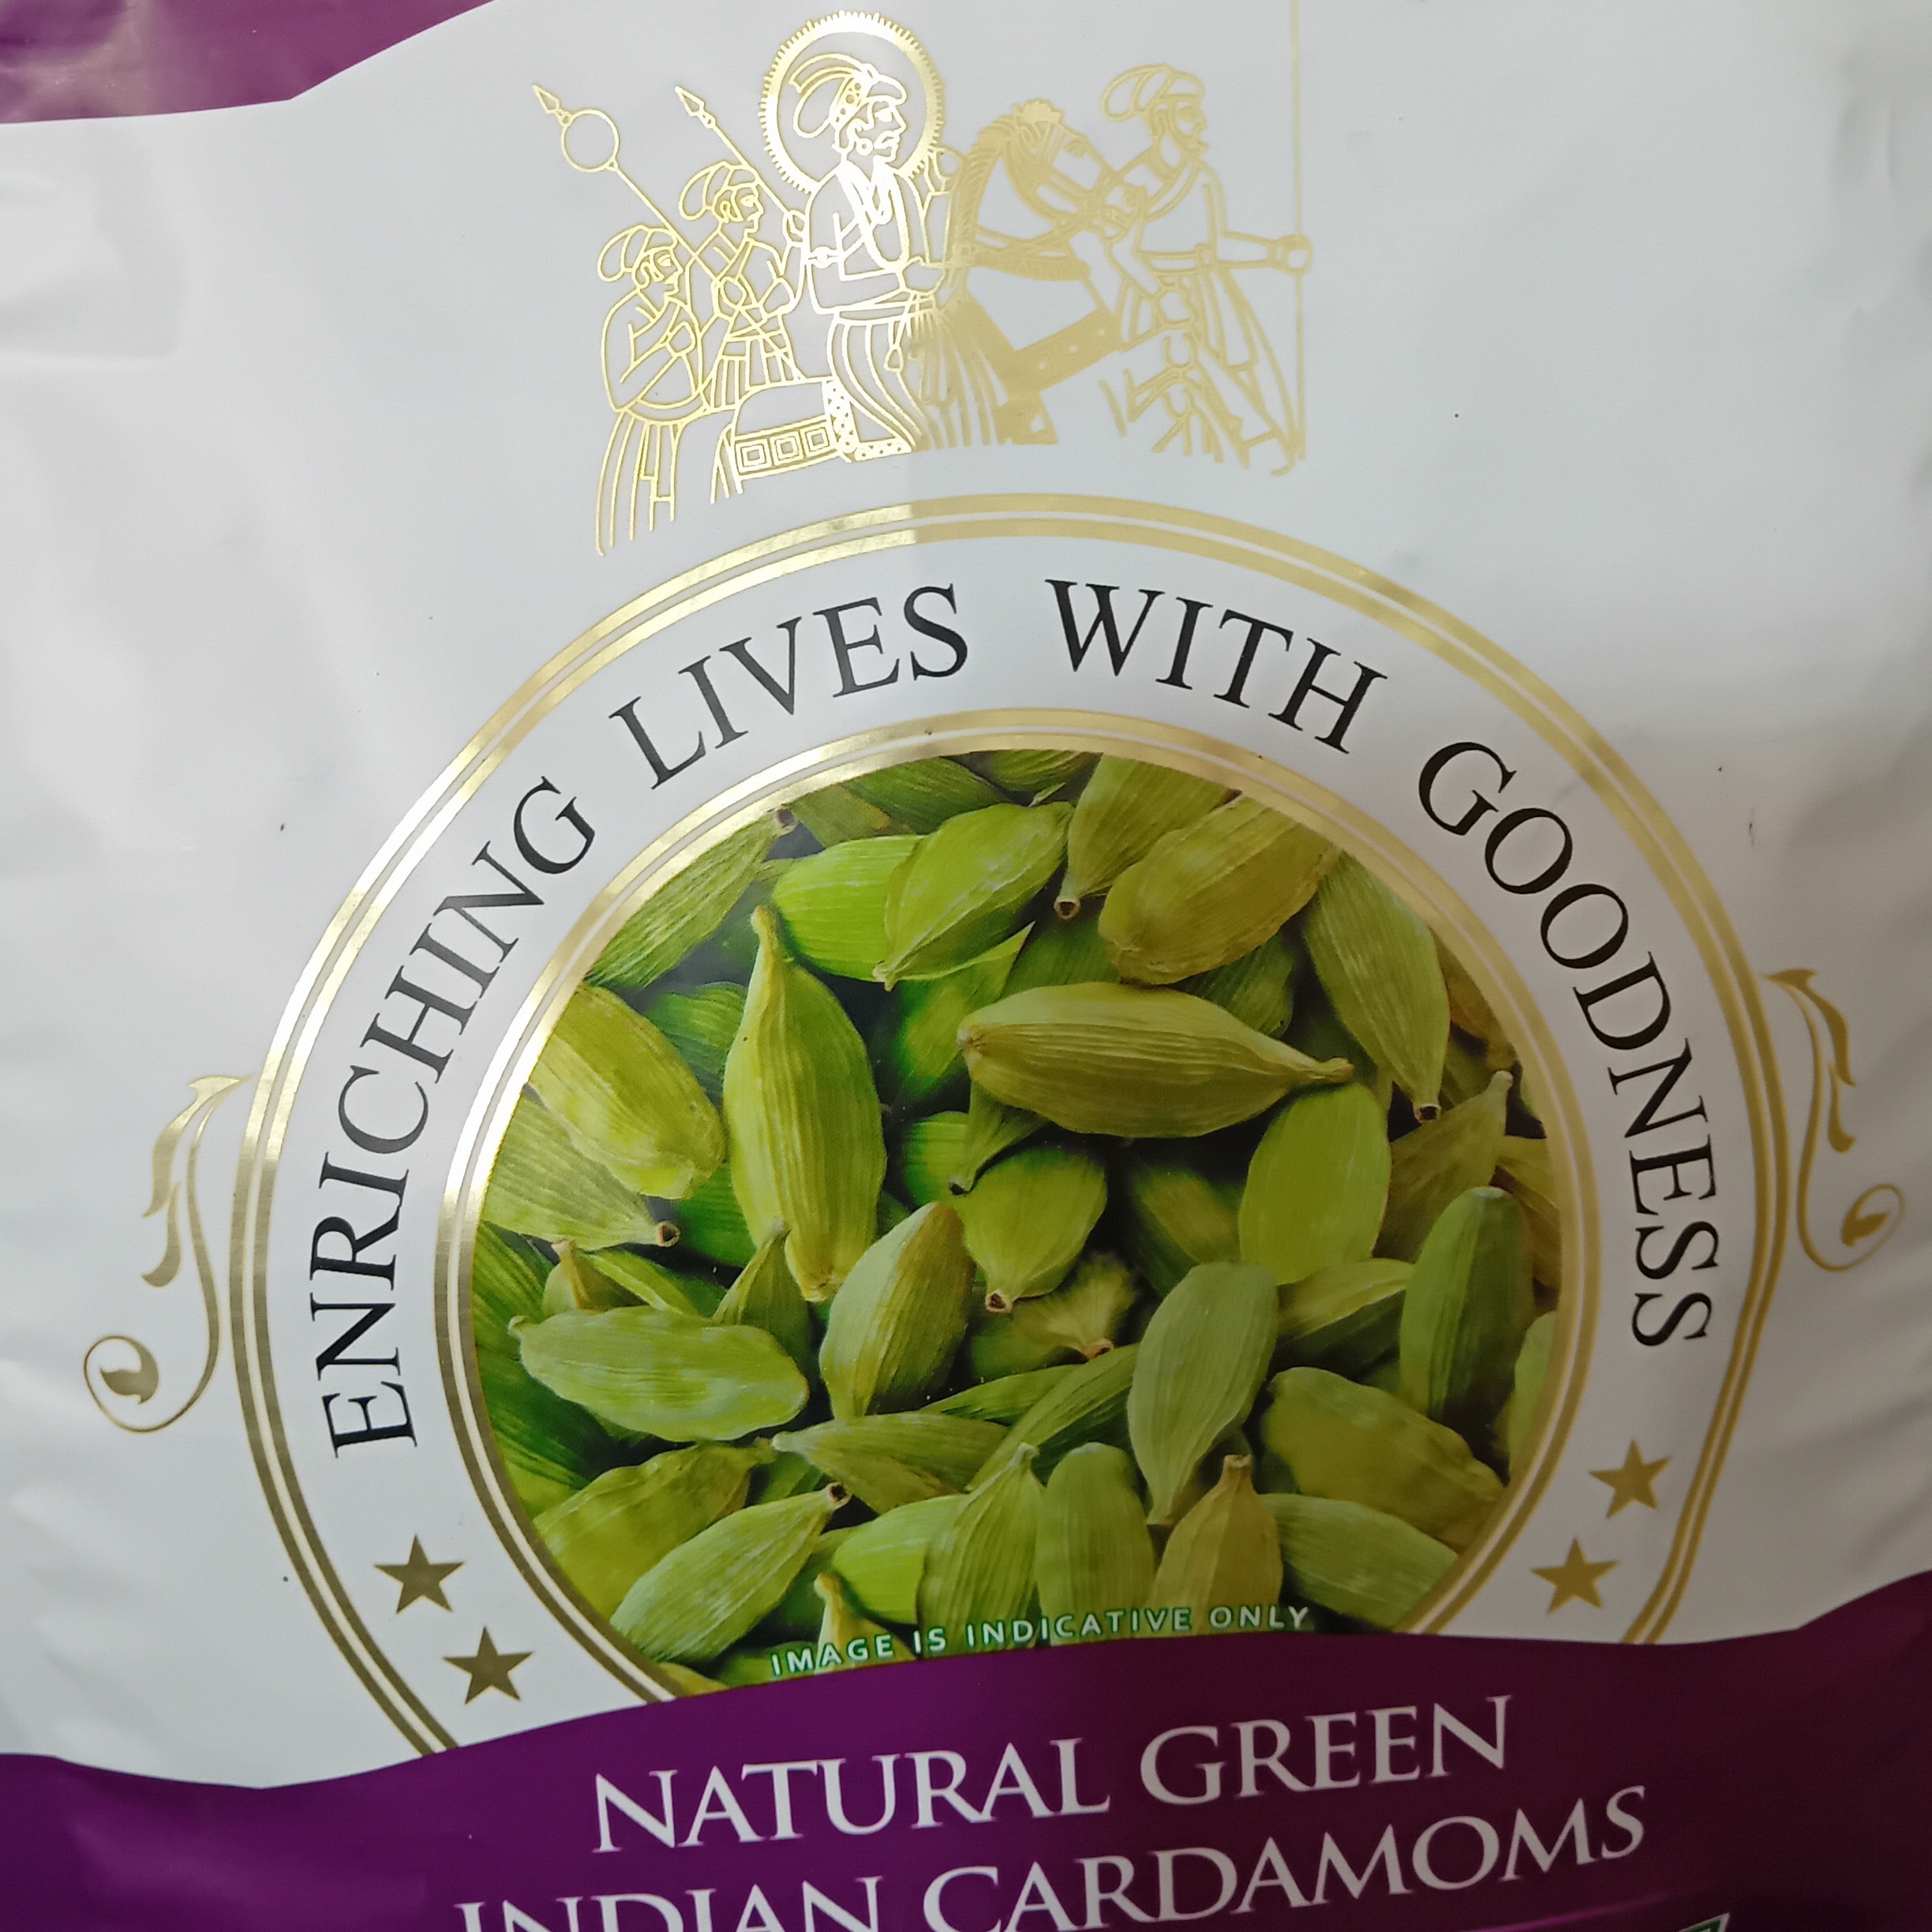 ENRICHING LIVES WITH GOODNESS
IMAGE IS INDICATIVE ONLY
NATURAL GREEN
INDIAN CARDAMOMS